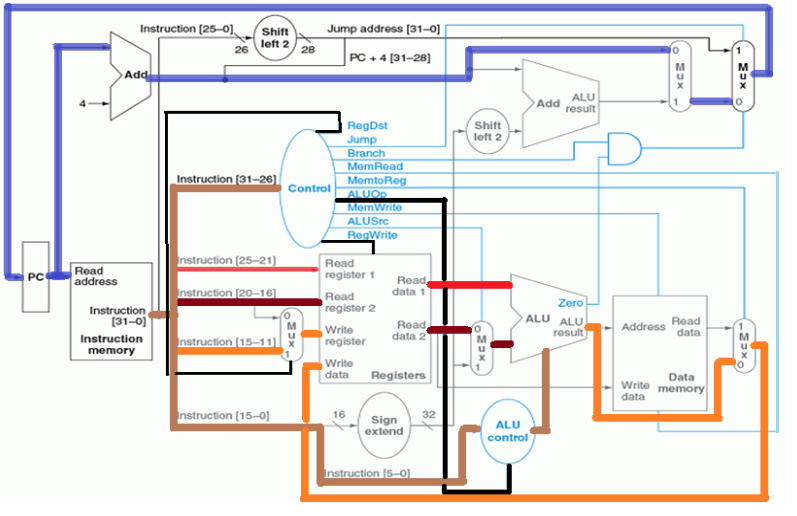 Instruction [25–0]
26
Shift
left 2
28
Jump address [31–0]
PC + 4 [31–28]
Add
4
0
M
u
x
1
1
M
u
x
0
Add
ALU
result
Shift
left 2
RegDst
Jump
Branch
MemRead
MemtoReg
ALUOp
MemWrite
ALUSrc
RegWrite
Control
Instruction [31–26]
PC
Read
address
Instruction
[31–0]
Instruction
memory
Instruction [25–21]
Instruction [20–16]
Instruction [15–11]
0
M
u
x
1
Read
register 1
Read
register 2
Write
register
Write
data
Read
data 1
Read
data 2
Registers
0
M
u
x
1
Zero
ALU
ALU
result
Address
Read
data
Write
data
Data
memory
1
M
u
x
0
Instruction [15–0]
16
Sign
extend
32
ALU
control
Instruction [5–0]